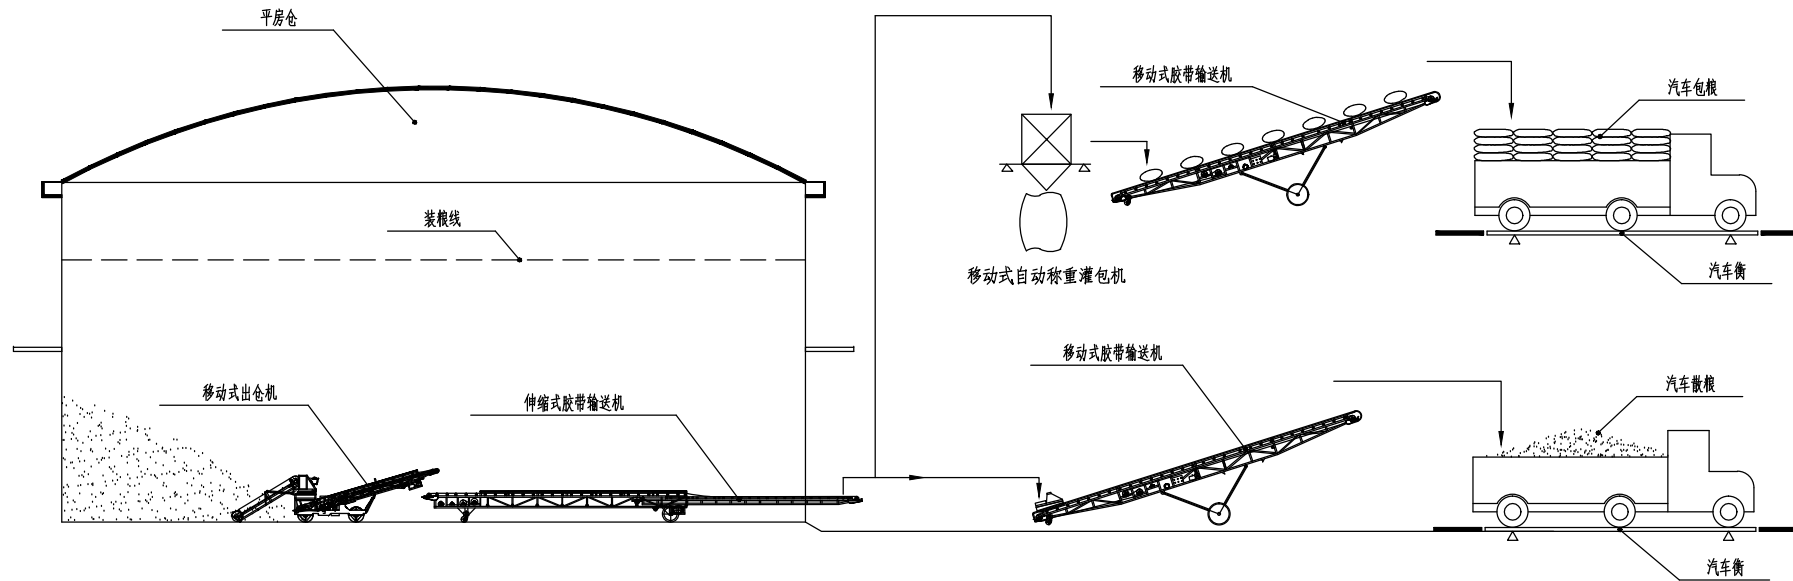 平房仓
移动式胶带输送机
汽车包粮
装粮线
移动式自动称重灌包机
汽车衡
移动式胶带输送机
移动式出仓机
伸缩式胶带输送机
汽车散粮
汽车衡